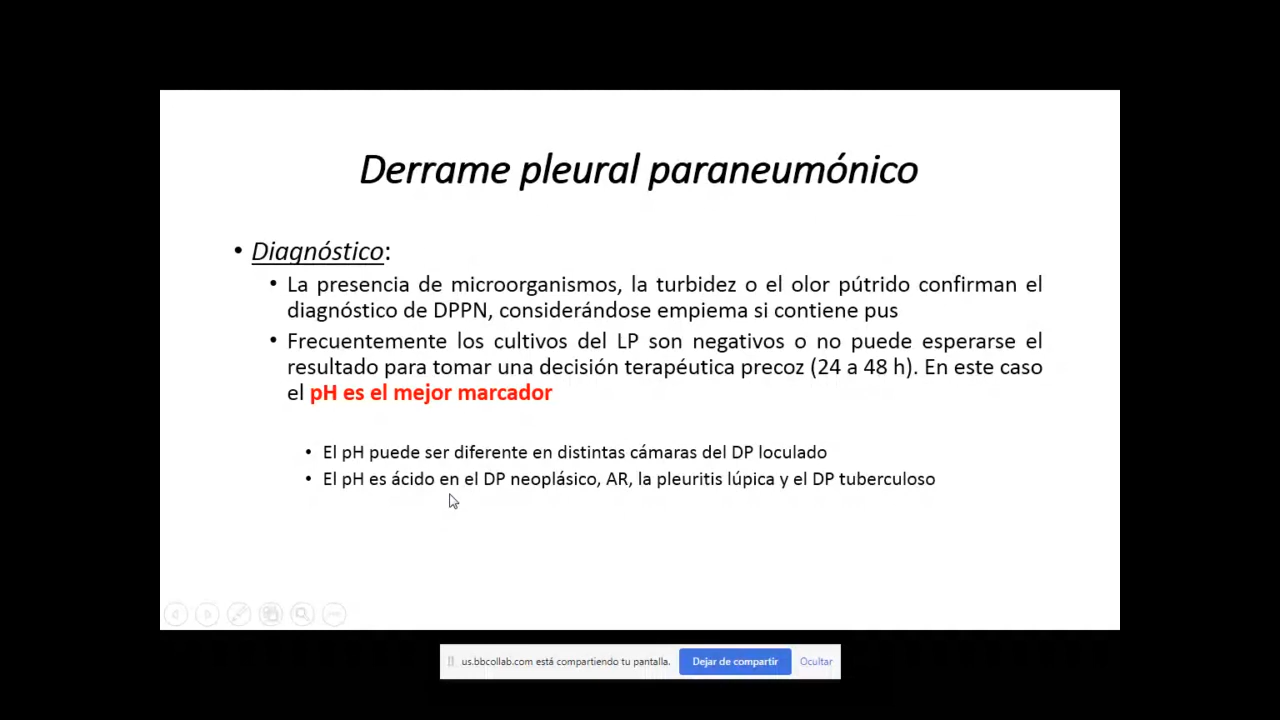 Derrame pleural paraneumónico
• Diagnóstico:
• La presencia de microorganismos, la turbidez o el olor pútrido confirman el
diagnóstico de DPPN, considerándose empiema si contiene pus
• Frecuentemente los cultivos del LP son negativos o no puede esperarse el
resultado para tomar una decisión terapéutica precoz (24 a 48 h). En este caso
el pH es el mejor marcador
• El pH puede ser diferente en distintas cámaras del DP loculado
• El pH es ácido en el DP neoplásico, AR, la pleuritis lúpica y el DP tuberculoso
us.bbcollab.com está compartiendo tu pantalla. Dejar de compartir Ocultar